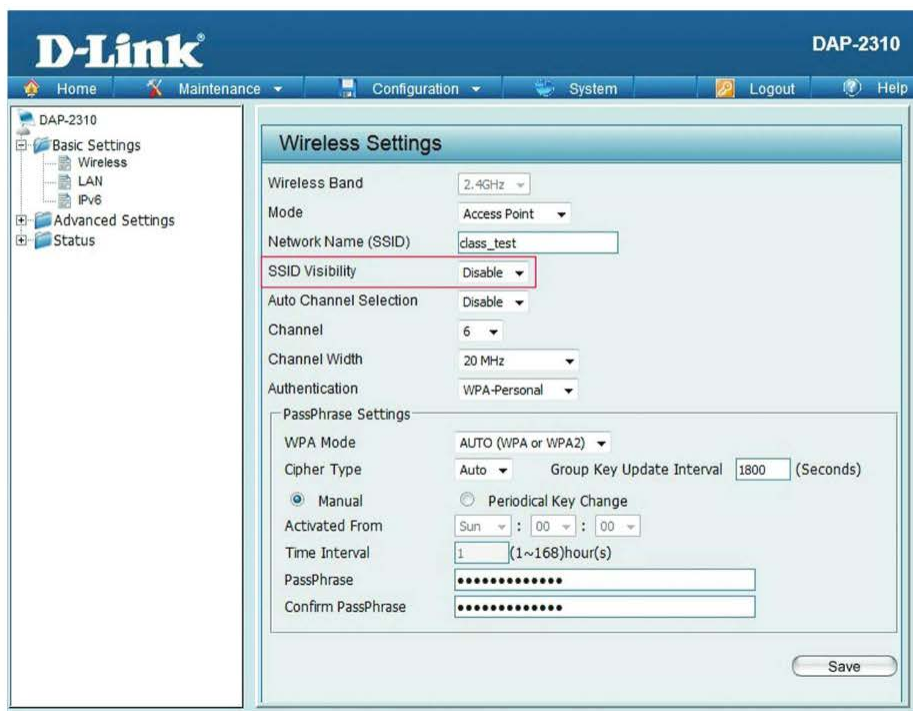 D-Link®
DAP-2310
Home Maintenance Configuration System Logout Help
DAP-2310
Basic Settings
Wireless
LAN
IPv6
Advanced Settings
Status
Wireless Settings
Wireless Band 2.4GHz
Mode Access Point
Network Name (SSID) class_test
SSID Visibility Disable
Auto Channel Selection Disable
Channel 6
Channel Width 20 MHz
Authentication WPA-Personal
PassPhrase Settings
WPA Mode AUTO (WPA or WPA2)
Cipher Type Auto Group Key Update Interval 1800 (Seconds)
Manual Periodical Key Change
Activated From Sun : 00 : 00
Time Interval 1 (1~168)hour(s)
PassPhrase •••••••••••••
Confirm PassPhrase •••••••••••••
Save